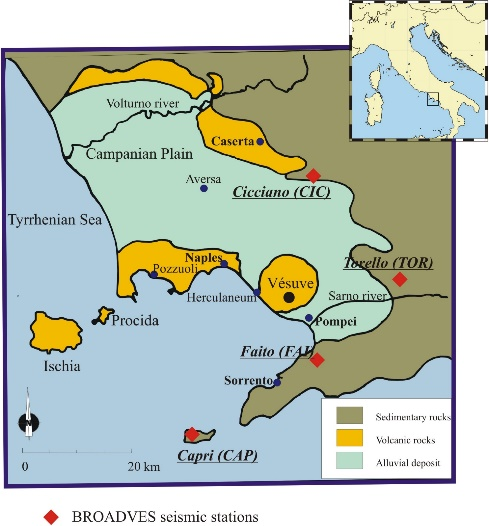 Volturno river
Caserta
Campanian Plain
Aversa
Cicciano (CIC)
Tyrrhenian Sea
Naples
Torello (TOR)
Pozzuoli
Vésuve
Herculaneum
Sarno river
Procida
Pompei
Ischia
Faito (FAI)
Sorrento
N
Sedimentary rocks
Volcanic rocks
Capri (CAP)
Alluvial deposit
0 20 km
BROADVES seismic stations